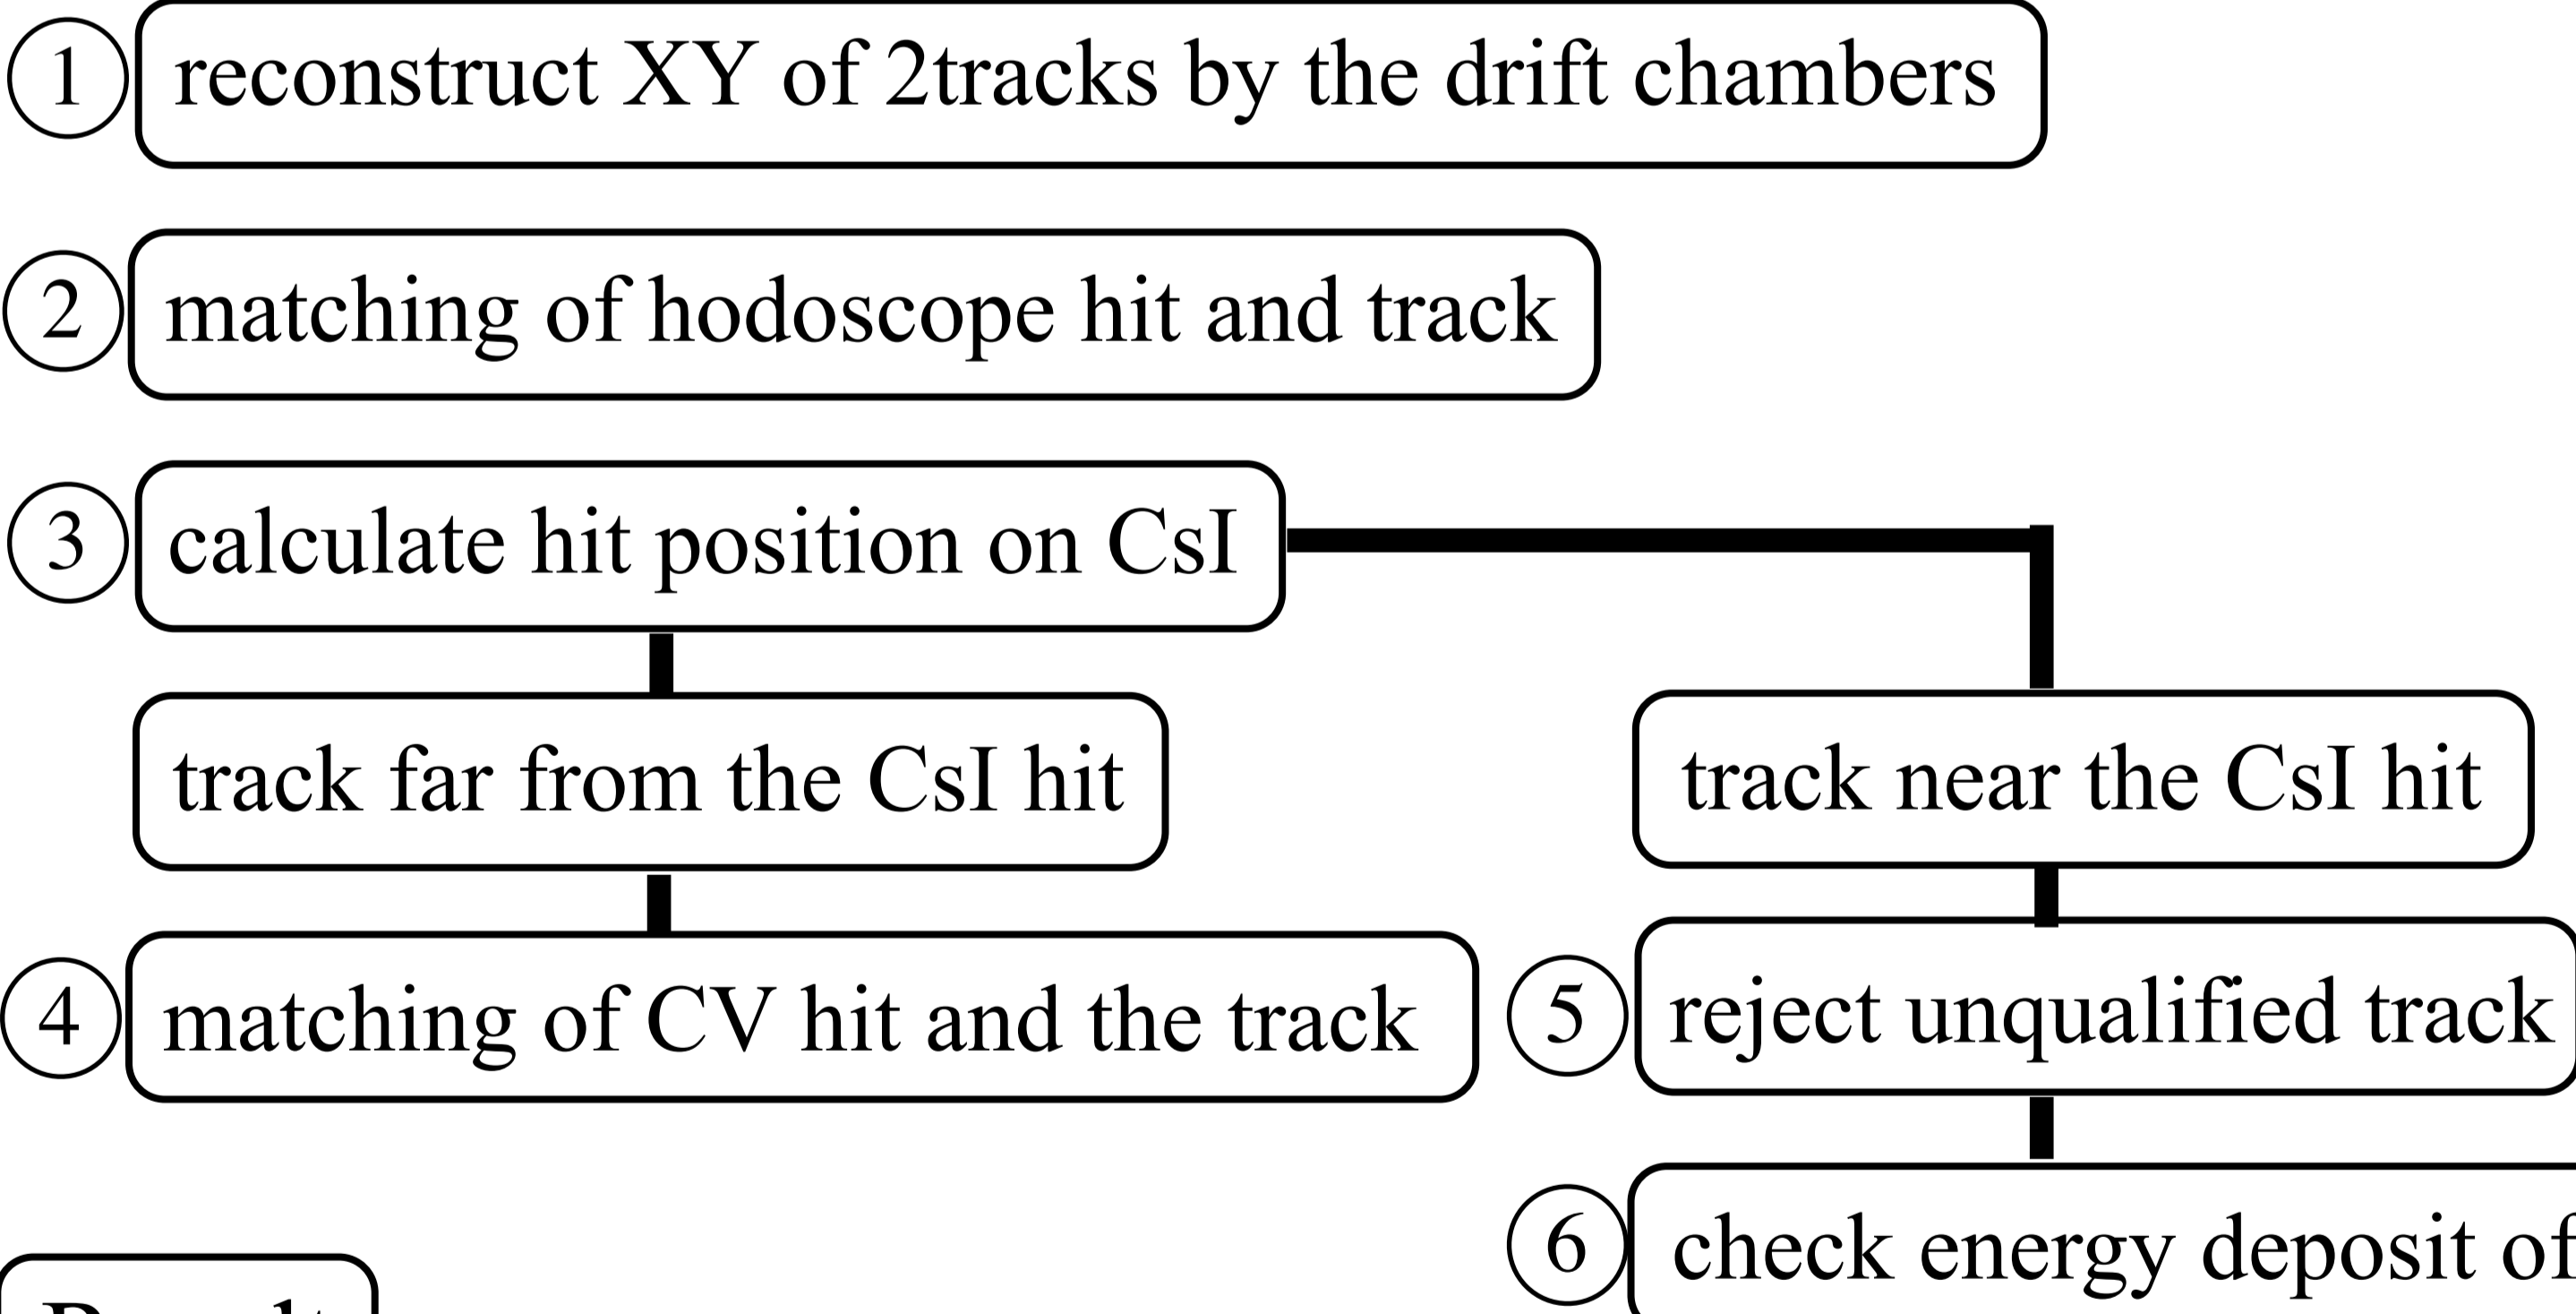 1 reconstruct XY of 2tracks by the drift chambers
2 matching of hodoscope hit and track
3 calculate hit position on CsI
track far from the CsI hit
track near the CsI hit
4 matching of CV hit and the track
5 reject unqualified track
6 check energy deposit of